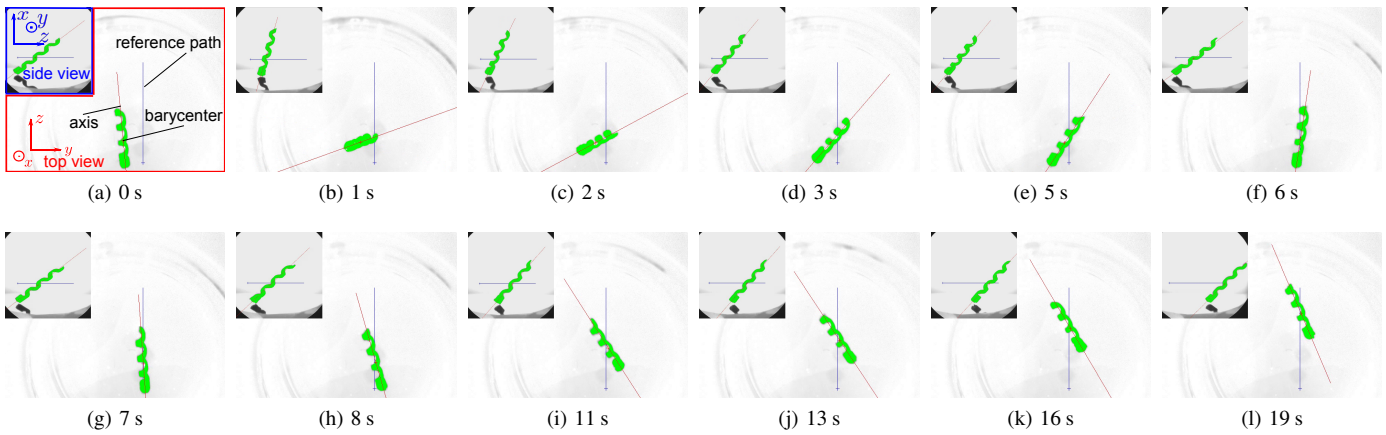 x
y
z
side view
reference path
axis
barycenter
z
y
x
top view
(a) 0 s
(b) 1 s
(c) 2 s
(d) 3 s
(e) 5 s
(f) 6 s
(g) 7 s
(h) 8 s
(i) 11 s
(j) 13 s
(k) 16 s
(l) 19 s